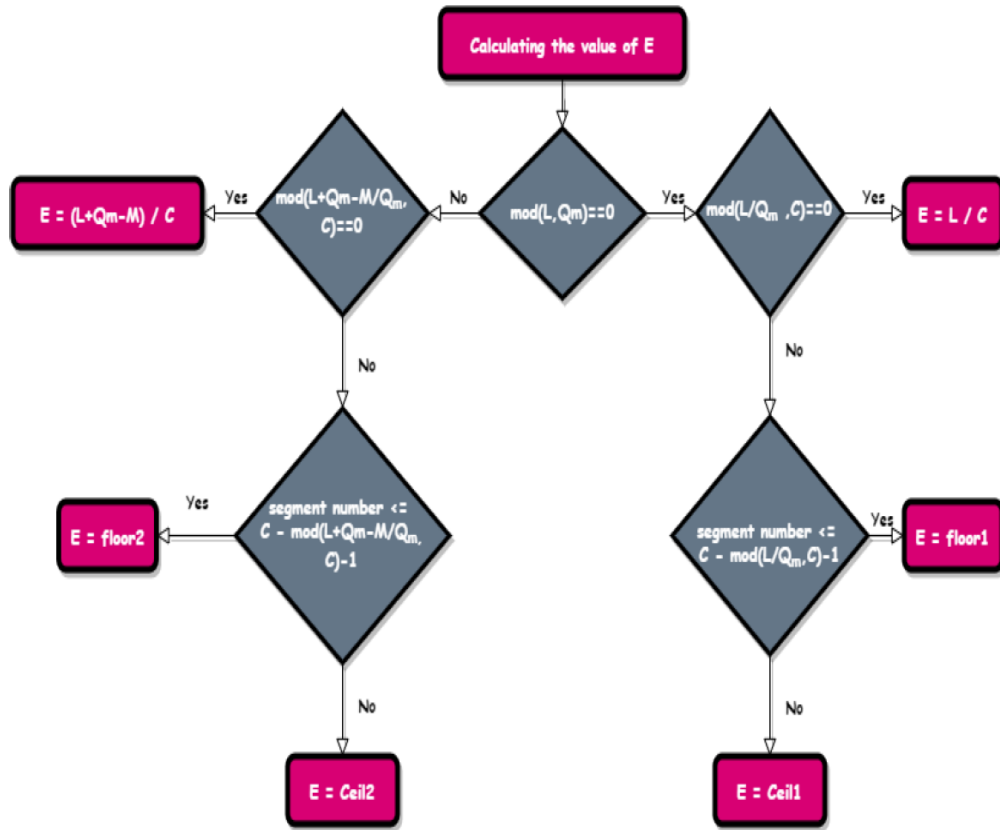 Calculating the value of E
E = (L+Qm-M) / C
Yes
mod(L+Qm-M/Qm,
C)==0
No
mod(L,Qm)==0
Yes
mod(L/Qm ,C)==0
Yes
E = L / C
No
No
E = floor2
Yes
segment number <=
C - mod(L+Qm-M/Qm,
C)-1
segment number <=
C - mod(L/Qm,C)-1
Yes
E = floor1
No
No
E = Ceil2
E = Ceil1